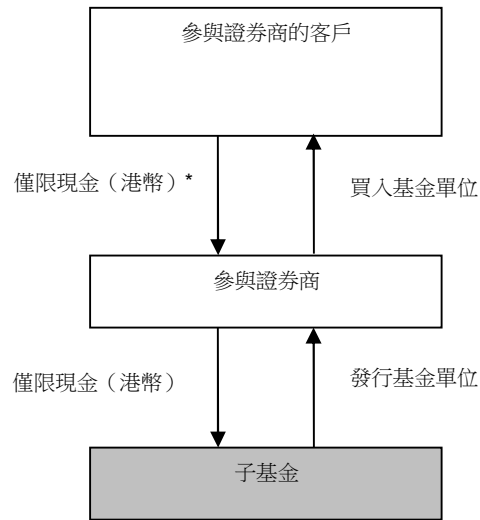 參與證券商的客戶
僅限現金（港幣）*
買入基金單位
參與證券商
僅限現金（港幣）
發行基金單位
子基金